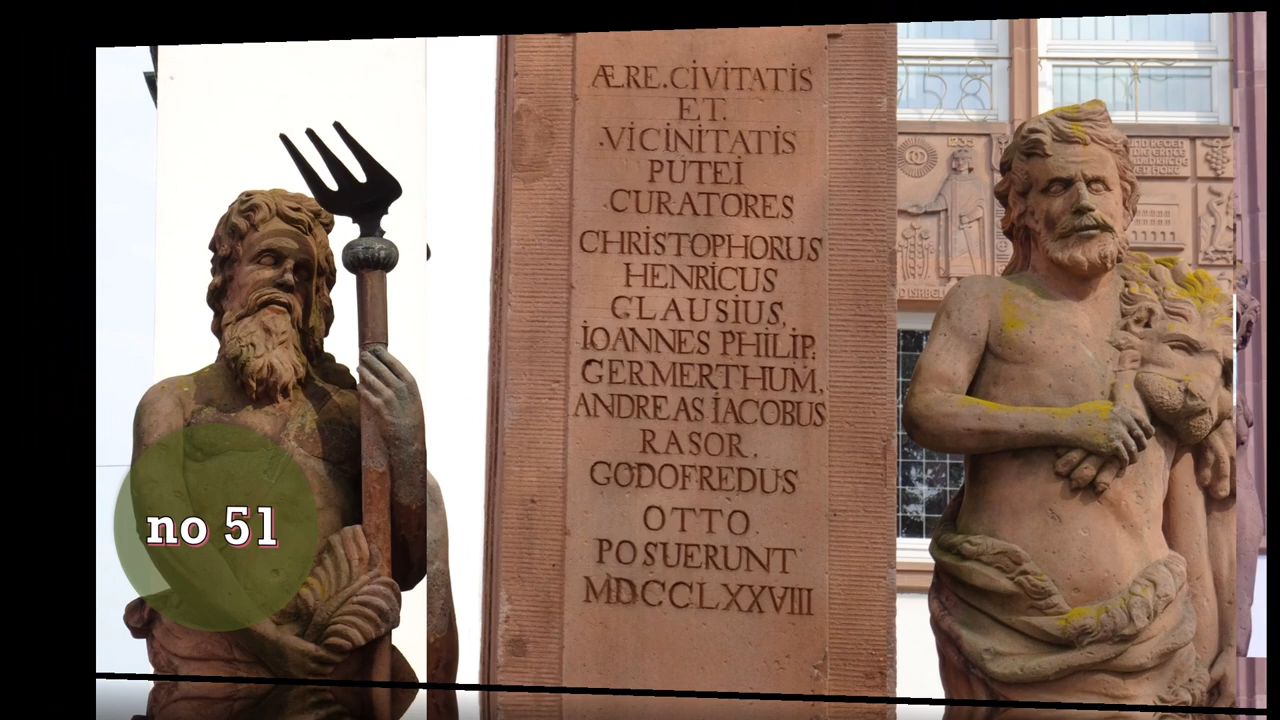 ÆRE.CIVITATIS
ET.
.VICINITATIS
PUTEI
CURATORES
CHRISTOPHORUS
HENRICUS
CLAUSIUS,
IOANNES PHILIP:
GERMERTHUM,
ANDREAS IACOBUS
RASOR.
GODOFREDUS
OTTO
POSUERUNT
MDCCLXXVIII
no 51